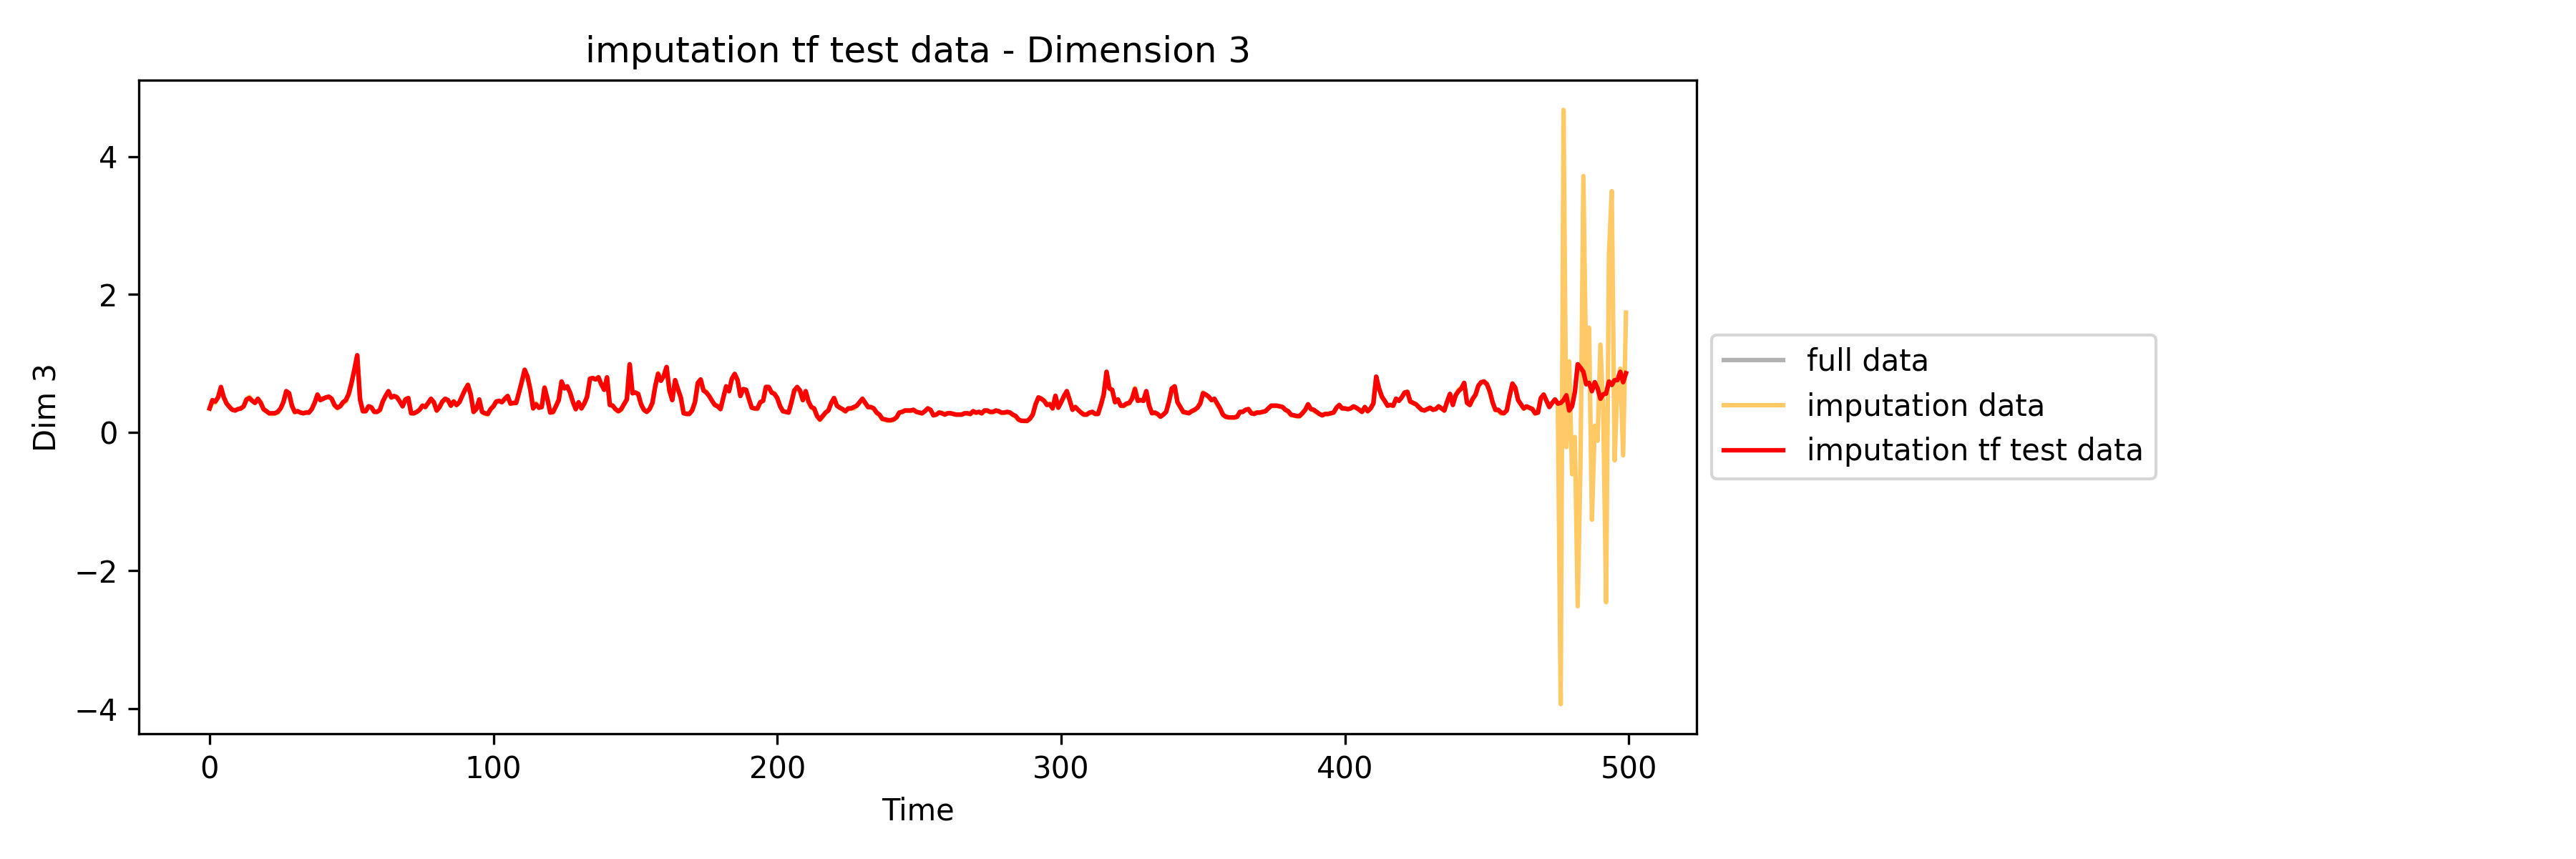 imputation tf test data - Dimension 3
Dim 3
4
2
0
−2
−4
0 100 200 300 400 500
Time
full data
imputation data
imputation tf test data